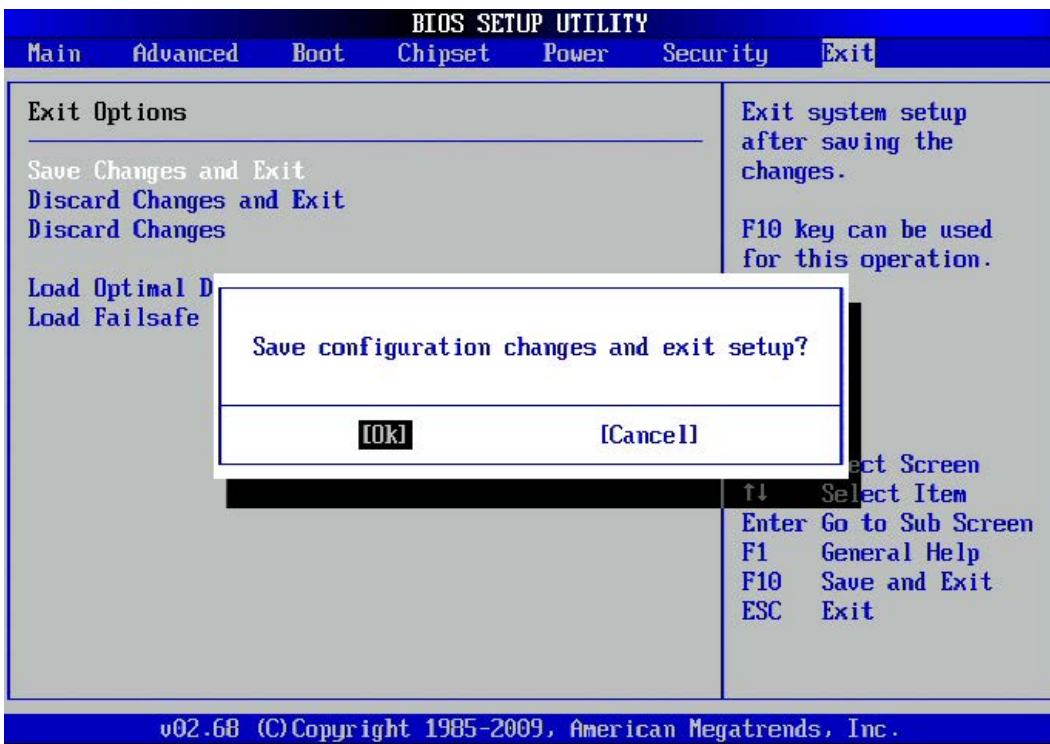 BIOS SETUP UTILITY
Main Advanced Boot Chipset Power Security Exit
Exit Options
Save Changes and Exit
Discard Changes and Exit
Discard Changes
Load Optimal D
Load Failsafe
Exit system setup
after saving the
changes.
F10 key can be used
for this operation.
Save configuration changes and exit setup?
[Ok] [Cancel]
ect Screen
↑↓ Select Item
Enter Go to Sub Screen
F1 General Help
F10 Save and Exit
ESC Exit
v02.68 (C)Copyright 1985-2009, American Megatrends, Inc.